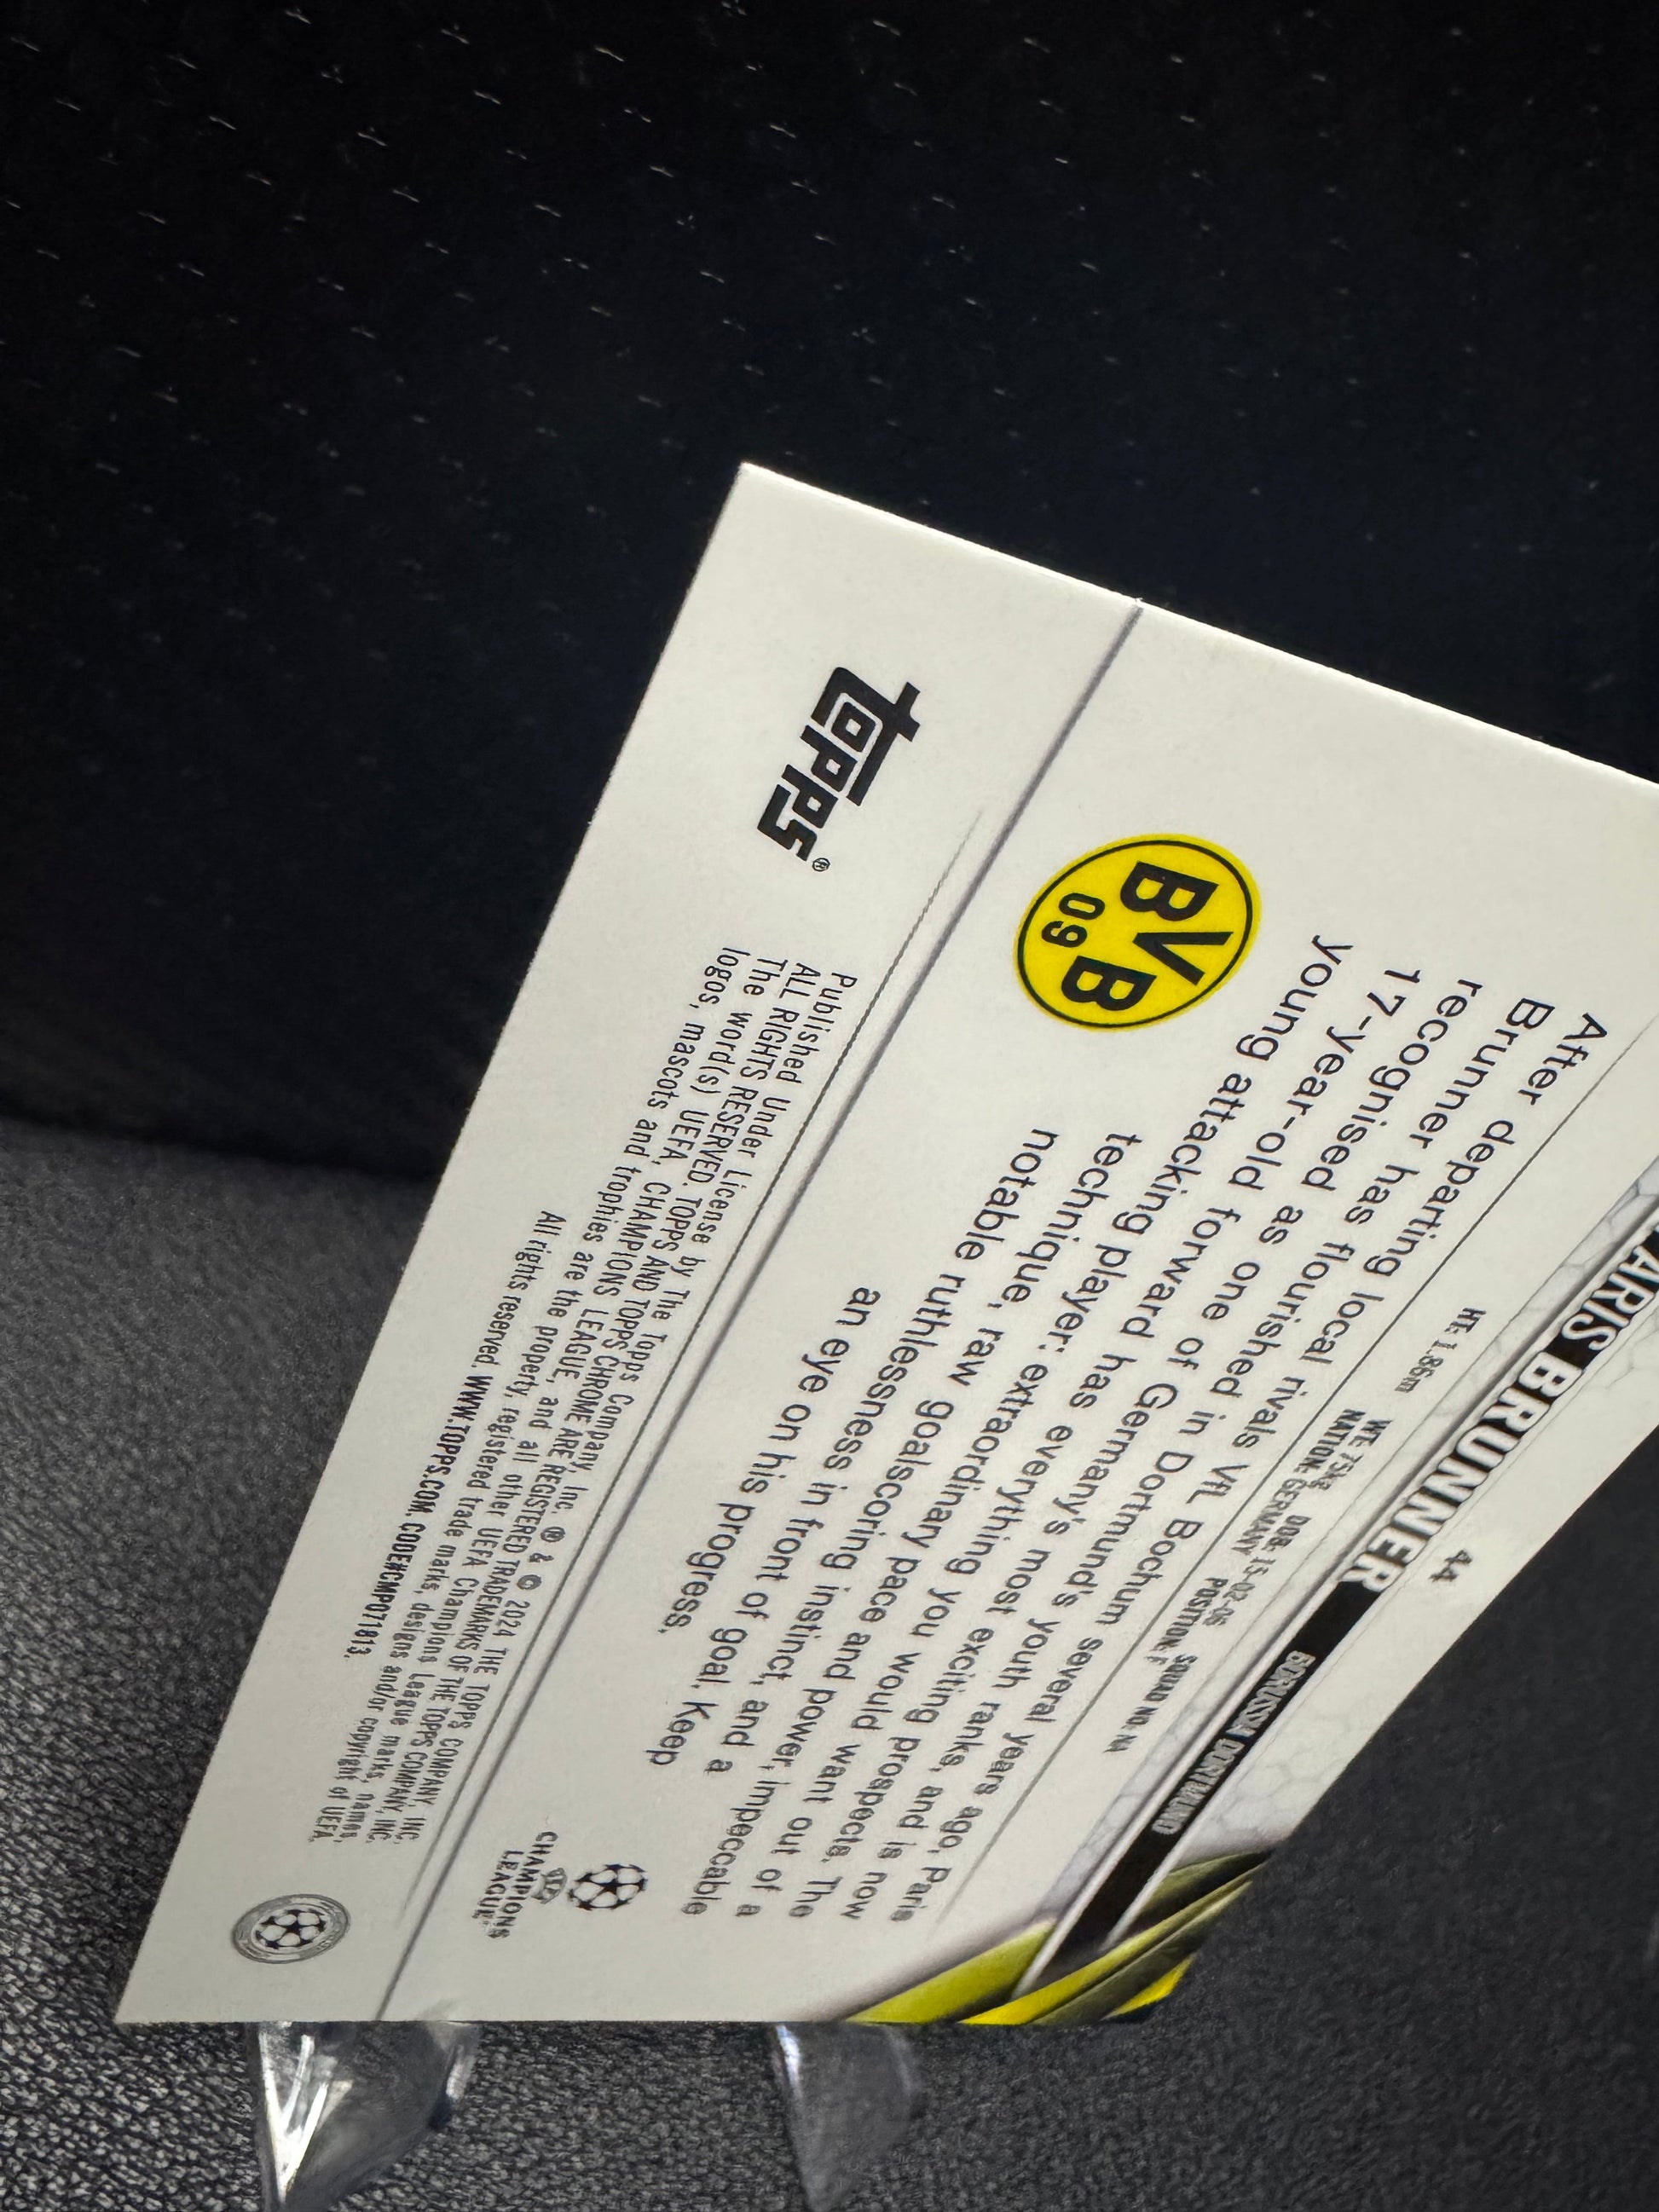 44
PARIS BRUNNER
BORUSSIA DORTMUND
HT: 1.86m WT: 75kg DOB: 15-02-06 SQUAD NO: NA
NATION: GERMANY POSITION: F
After departing local rivals VfL Bochum several years ago, Paris
Brunner has flourished in Dortmund's youth ranks, and is now
recognised as one of Germany's most exciting prospects. The
17-year-old forward has everything you would want out of a
young attacking player: extraordinary pace and power, impeccable
technique, raw goalscoring instinct, and a
notable ruthlessness in front of goal. Keep
an eye on his progress.
BVB
09
UEFA
CHAMPIONS
LEAGUE
topps®
Published Under License by The Topps Company, Inc. ® & © 2024 THE TOPPS COMPANY, INC.
ALL RIGHTS RESERVED. TOPPS AND TOPPS CHROME ARE REGISTERED TRADEMARKS OF THE TOPPS COMPANY, INC.
The word(s) UEFA, CHAMPIONS LEAGUE, and all other UEFA Champions League marks, names,
logos, mascots and trophies are the property, registered trade marks, designs and/or copyright of UEFA.
All rights reserved. WWW.TOPPS.COM. CODE#CMP071813.